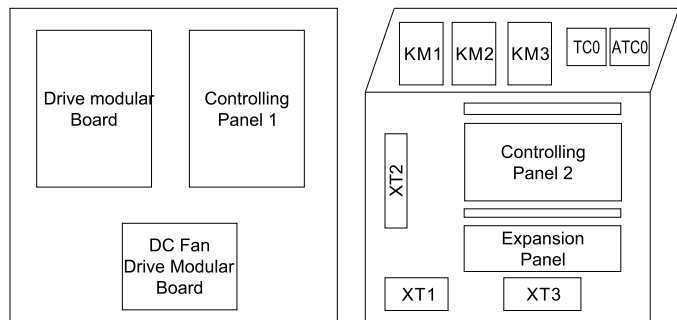 Drive modular
Board
Controlling
Panel 1
DC Fan
Drive Modular
Board
KM1
KM2
KM3
TC0
ATC0
XT2
Controlling
Panel 2
Expansion
Panel
XT1
XT3